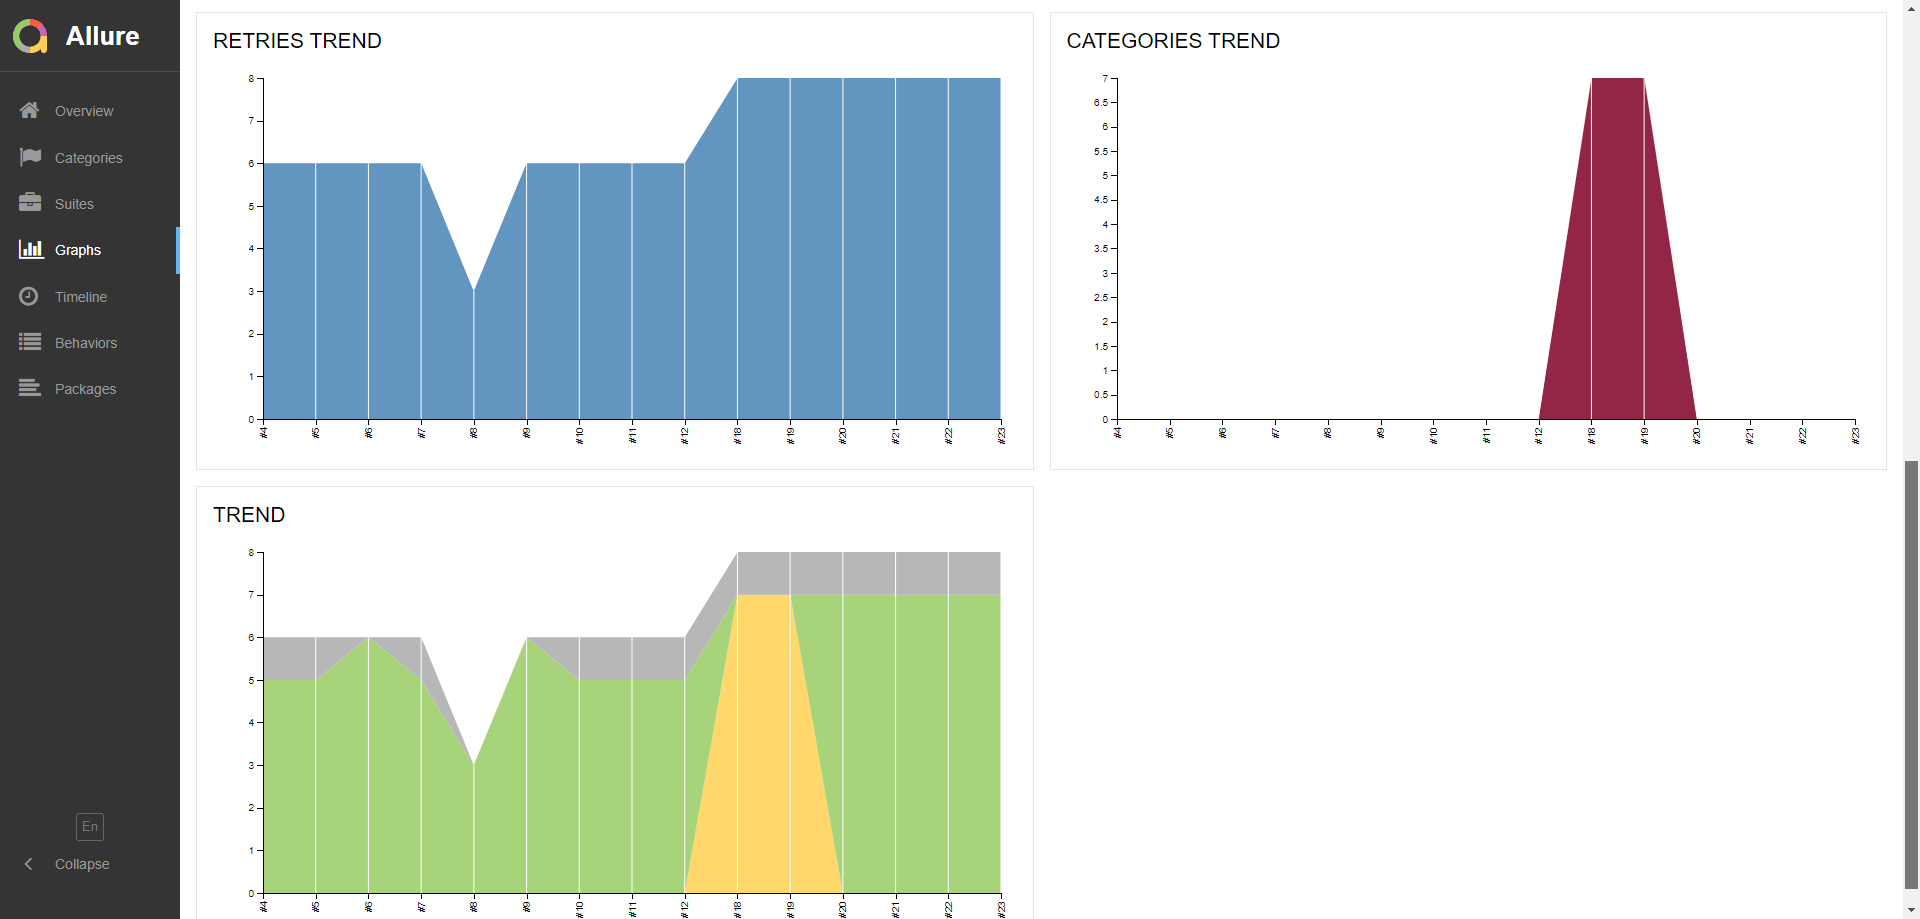 Allure
Overview
Categories
Suites
Graphs
Timeline
Behaviors
Packages
En
Collapse
RETRIES TREND
8
7
6
5
4
3
2
1
0
#4 #5 #6 #7 #8 #9 #10 #11 #12 #18 #19 #20 #21 #22 #23
CATEGORIES TREND
7
6.5
6
5.5
5
4.5
4
3.5
3
2.5
2
1.5
1
0.5
0
#4 #5 #6 #7 #8 #9 #10 #11 #12 #18 #19 #20 #21 #22 #23
TREND
8
7
6
5
4
3
2
1
0
#4 #5 #6 #7 #8 #9 #10 #11 #12 #18 #19 #20 #21 #22 #23